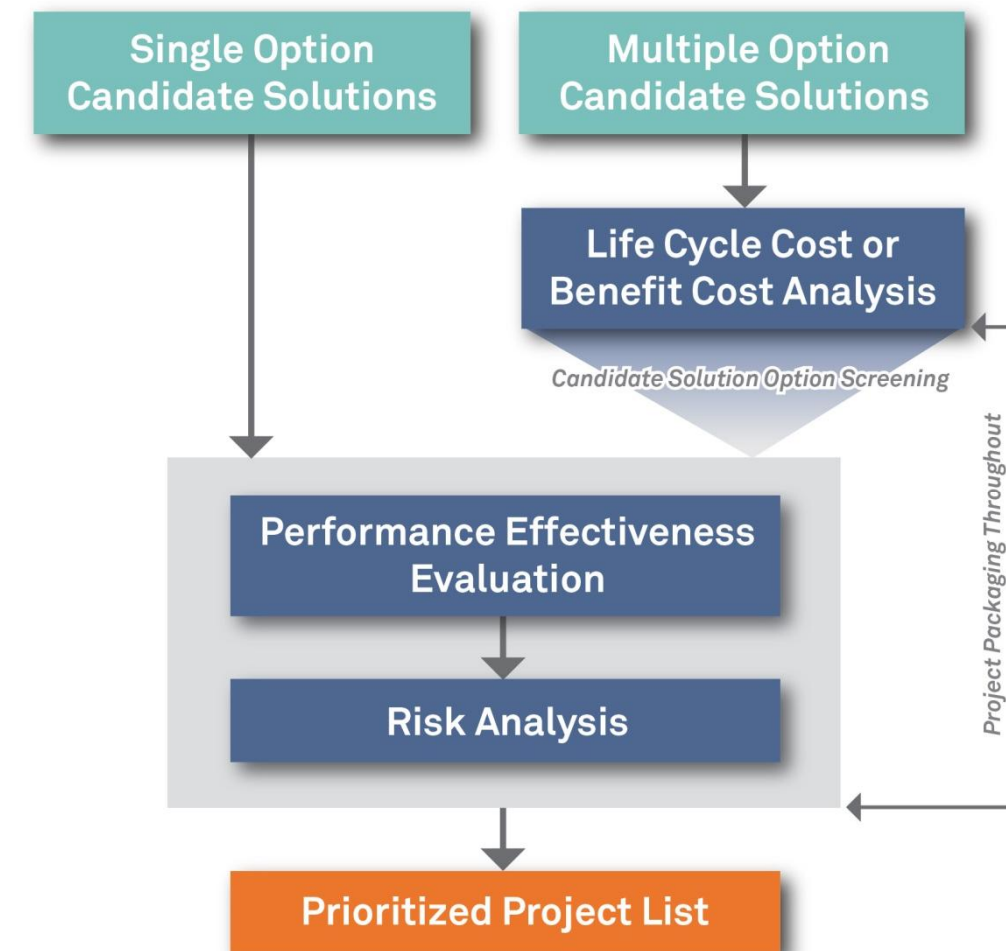 Single Option
Candidate Solutions
Multiple Option
Candidate Solutions
Life Cycle Cost or
Benefit Cost Analysis
Candidate Solution Option Screening
Project Packaging Throughout
Performance Effectiveness
Evaluation
Risk Analysis
Prioritized Project List